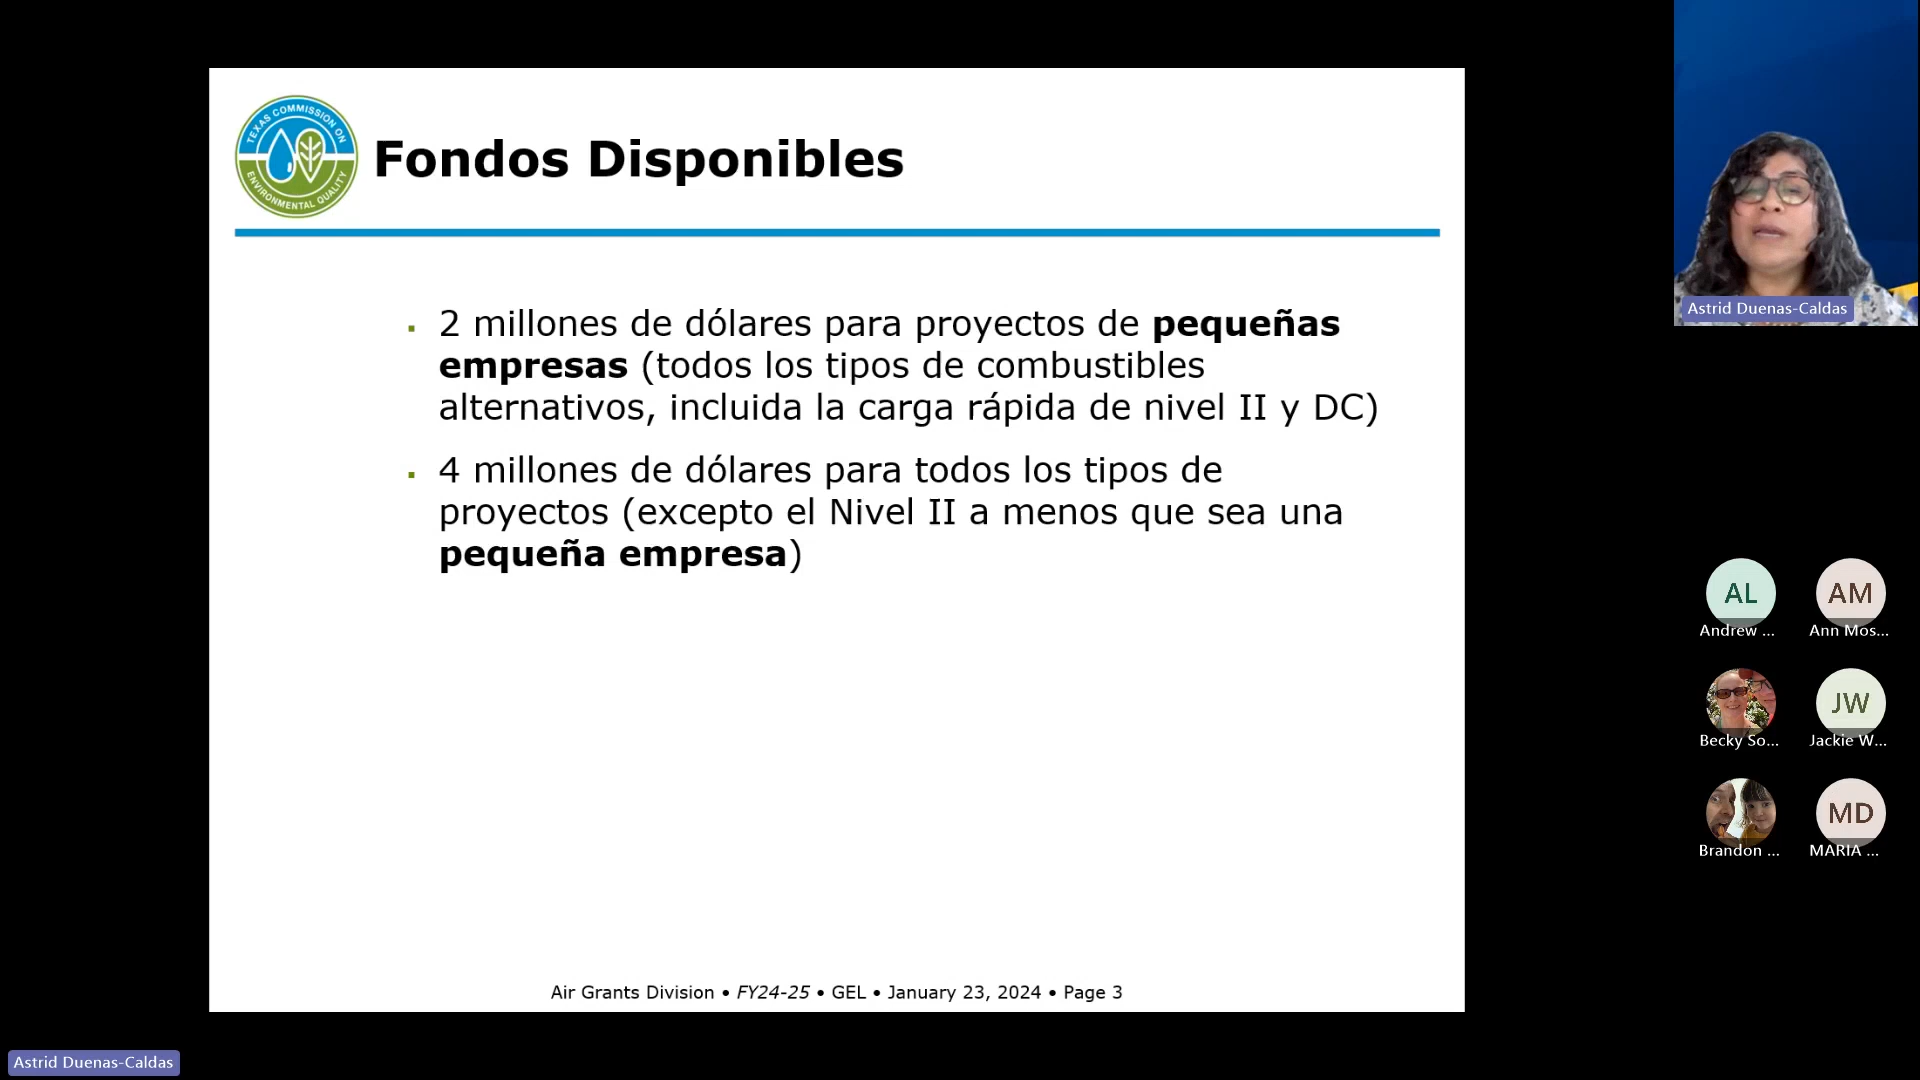 TEXAS COMMISSION ON
ENVIRONMENTAL QUALITY
Fondos Disponibles
▪ 2 millones de dólares para proyectos de pequeñas
empresas (todos los tipos de combustibles
alternativos, incluida la carga rápida de nivel II y DC)
▪ 4 millones de dólares para todos los tipos de
proyectos (excepto el Nivel II a menos que sea una
pequeña empresa)
Air Grants Division • FY24-25 • GEL • January 23, 2024 • Page 3
Astrid Duenas-Caldas
AL
AM
Andrew ...
Ann Mos...
JW
Becky So...
Jackie W...
MD
Brandon ...
MARIA ...
Astrid Duenas-Caldas